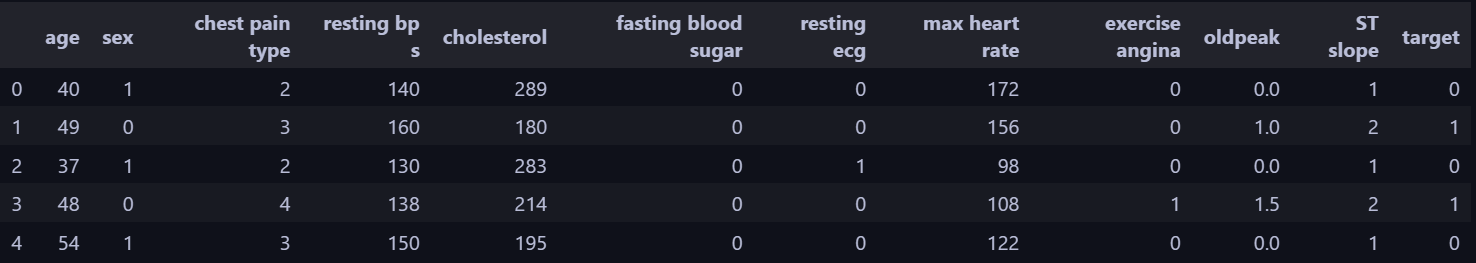 age sex chest pain type resting bp s cholesterol fasting blood sugar resting ecg max heart rate exercise angina oldpeak ST slope target
0 40 1 2 140 289 0 0 172 0 0.0 1 0
1 49 0 3 160 180 0 0 156 0 1.0 2 1
2 37 1 2 130 283 0 1 98 0 0.0 1 0
3 48 0 4 138 214 0 0 108 1 1.5 2 1
4 54 1 3 150 195 0 0 122 0 0.0 1 0